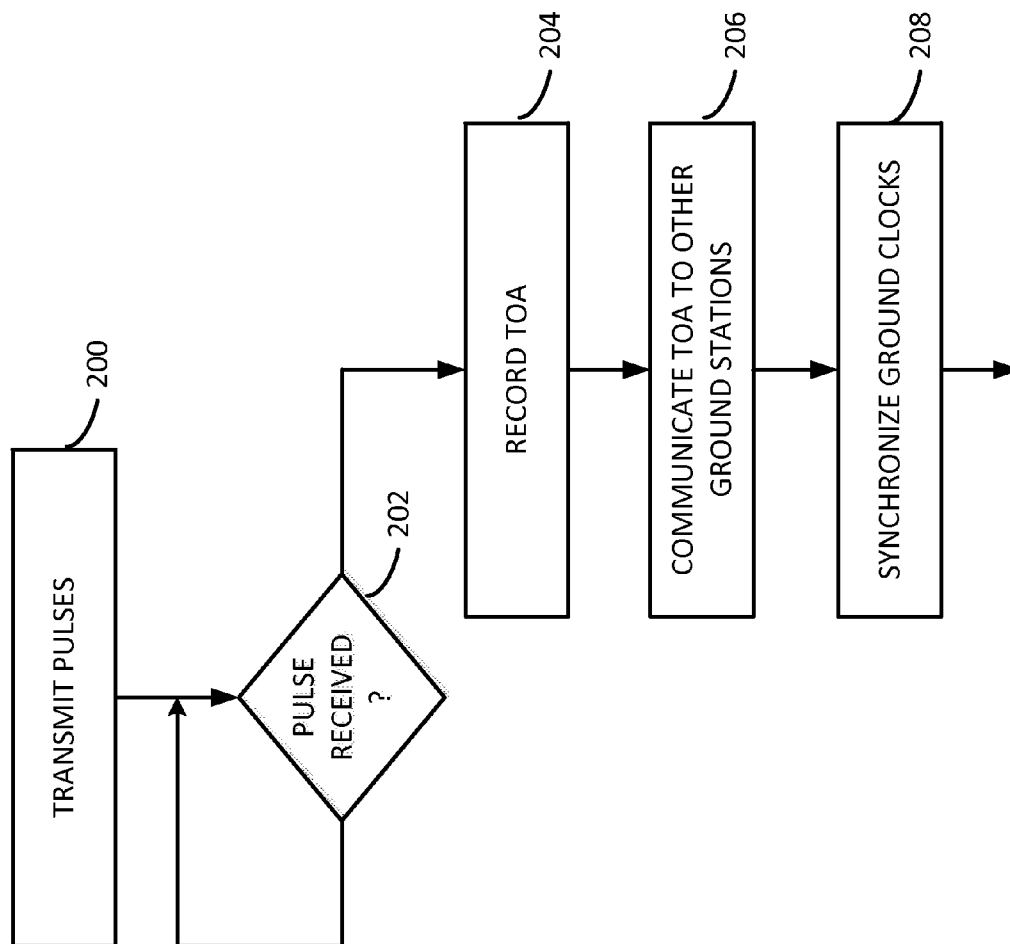 TRANSMIT PULSES
200
PULSE
RECEIVED
?
202
RECORD TOA
204
COMMUNICATE TOA TO OTHER
GROUND STATIONS
206
SYNCHRONIZE GROUND CLOCKS
208